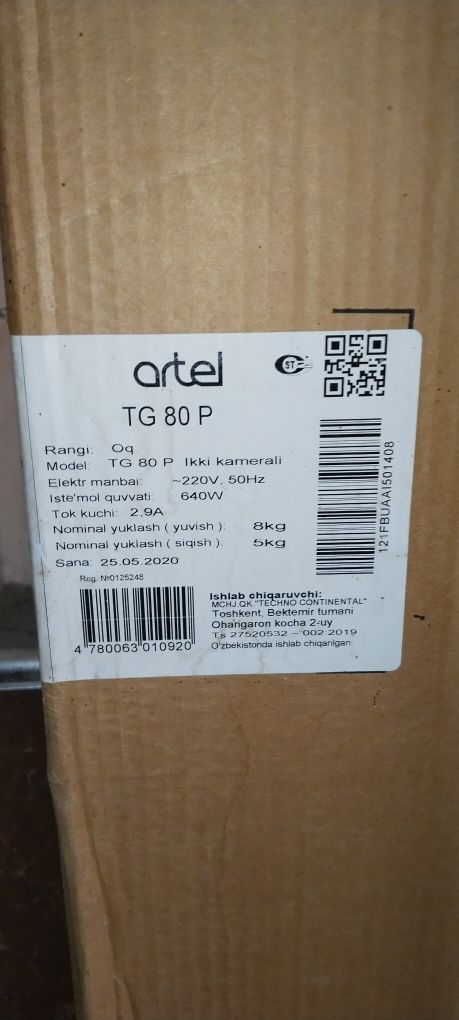 artel
TG 80 P
Rangi: Oq
Model: TG 80 P Ikki kamerali
Elektr manbai: ~220V, 50Hz
Iste'mol quvvati: 640W
Tok kuchi: 2,9A
Nominal yuklash ( yuvish ): 8kg
Nominal yuklash ( siqish ): 5kg
Sana: 25.05.2020
Reg. №0125248
4 780063 010920
Ishlab chiqaruvchi:
MCHJ QK "TECHNO CONTINENTAL"
Toshkent, Bektemir tumani
Ohangaron kocha 2-uy
Ts 27520532 – 002:2019
O'zbekistonda ishlab chiqarilgan
ST
121FBUAAI501408